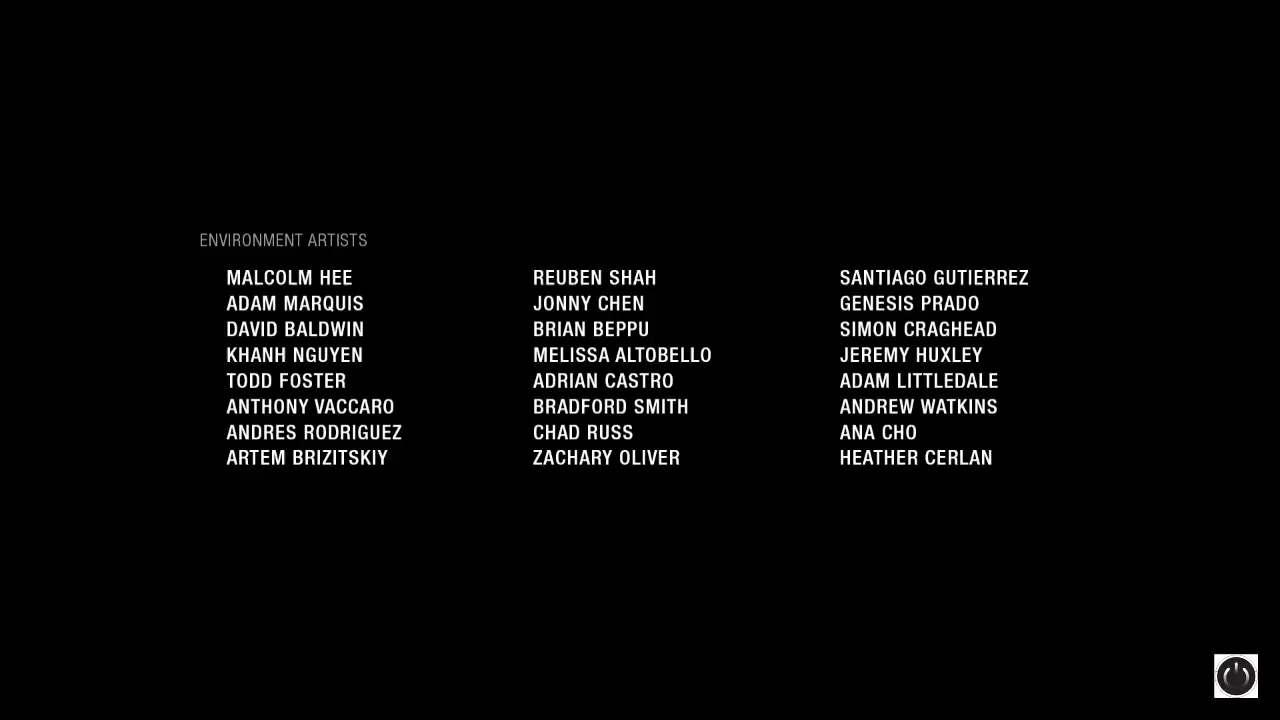 ENVIRONMENT ARTISTS
MALCOLM HEE
ADAM MARQUIS
DAVID BALDWIN
KHANH NGUYEN
TODD FOSTER
ANTHONY VACCARO
ANDRES RODRIGUEZ
ARTEM BRIZITSKIY
REUBEN SHAH
JONNY CHEN
BRIAN BEPPU
MELISSA ALTOBELLO
ADRIAN CASTRO
BRADFORD SMITH
CHAD RUSS
ZACHARY OLIVER
SANTIAGO GUTIERREZ
GENESIS PRADO
SIMON CRAGHEAD
JEREMY HUXLEY
ADAM LITTLEDALE
ANDREW WATKINS
ANA CHO
HEATHER CERLAN